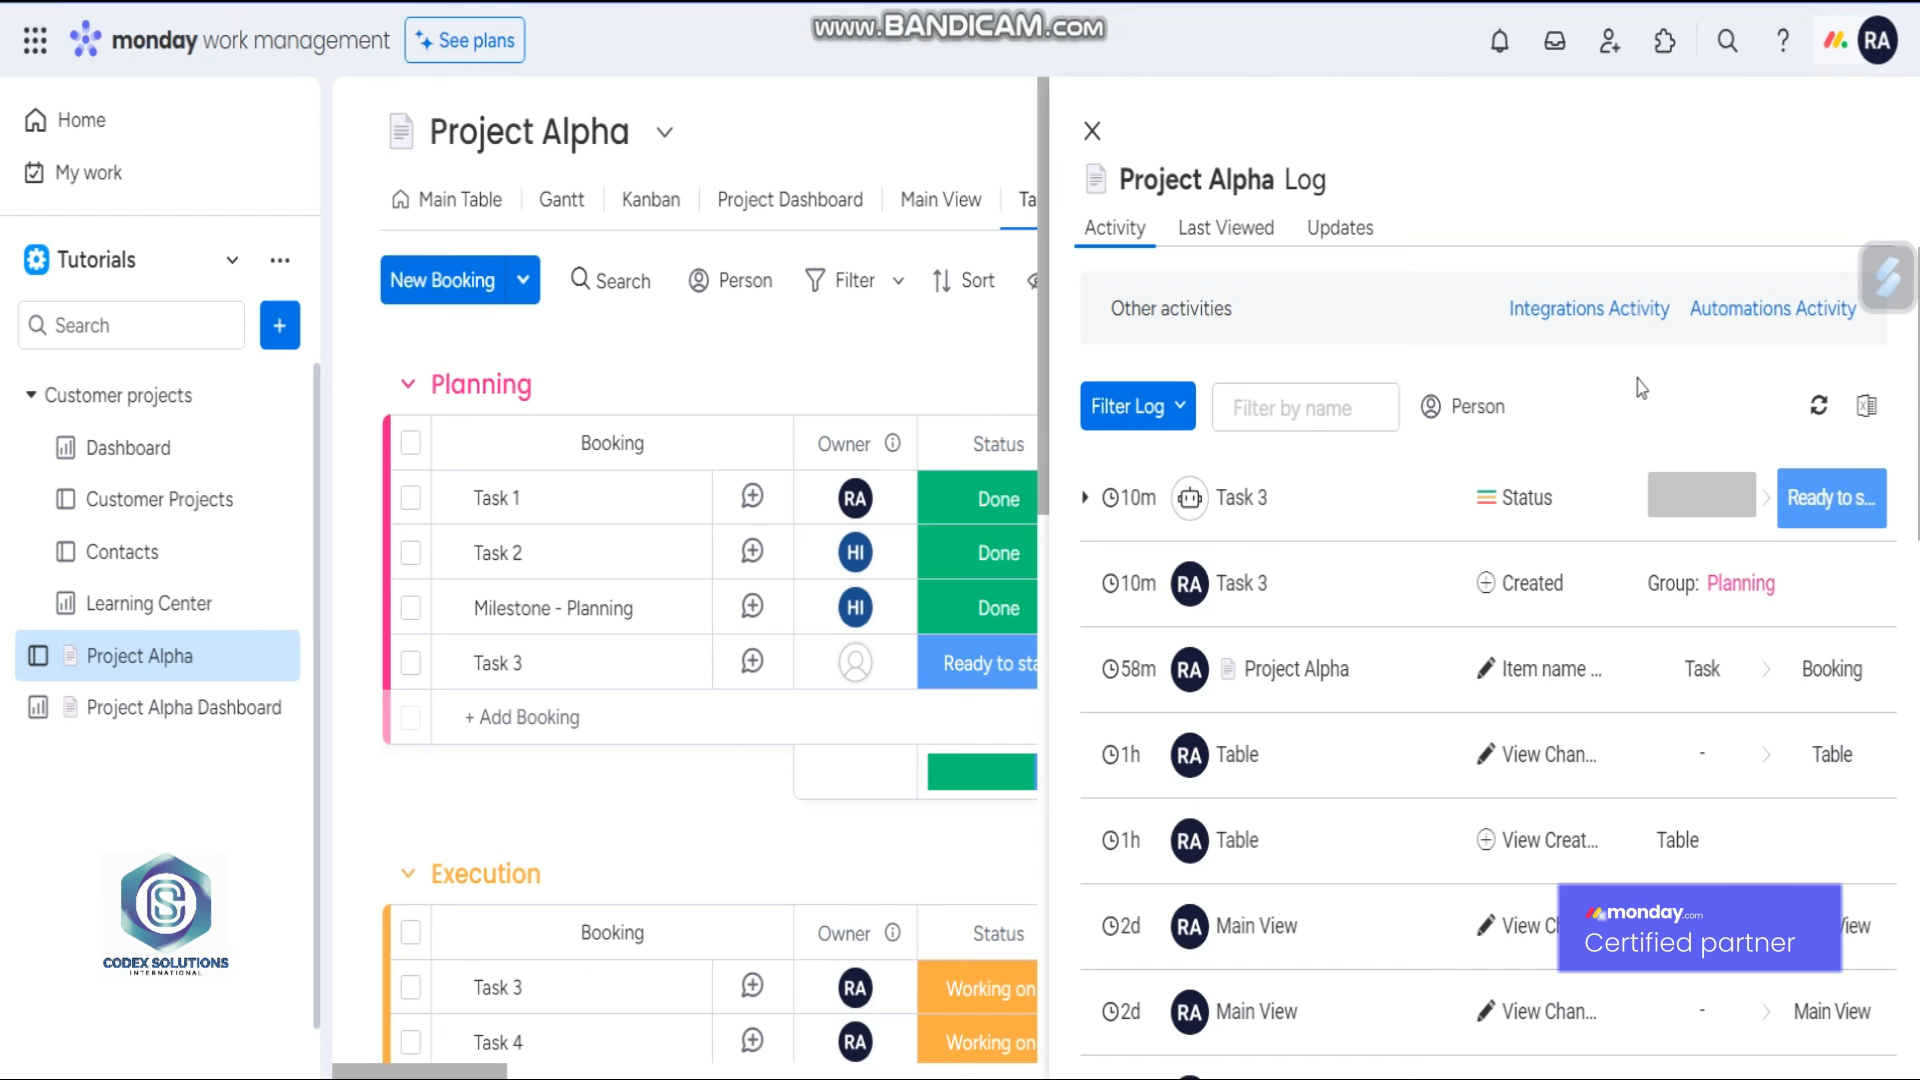 www.BANDICAM.com
monday work management
See plans
RA
Home
My work
Tutorials
Search
+
Customer projects
Dashboard
Customer Projects
Contacts
Learning Center
Project Alpha
Project Alpha Dashboard
CODEX SOLUTIONS
INTERNATIONAL
Project Alpha
Main Table
Gantt
Kanban
Project Dashboard
Main View
Ta
New Booking
Search
Person
Filter
Sort
Planning
Booking Owner Status
Task 1 RA Done
Task 2 HI Done
Milestone - Planning HI Done
Task 3 Ready to sta
+ Add Booking
Execution
Booking Owner Status
Task 3 RA Working on
Task 4 RA Working on
Project Alpha Log
Activity
Last Viewed
Updates
Other activities
Integrations Activity
Automations Activity
Filter Log
Filter by name
Person
10m Task 3 Status Ready to s...
10m RA Task 3 Created Group: Planning
58m RA Project Alpha Item name ... Task Booking
1h RA Table View Chan... - Table
1h RA Table View Creat... Table
2d RA Main View View Ch View
monday.com
Certified partner
2d RA Main View View Chan... - Main View